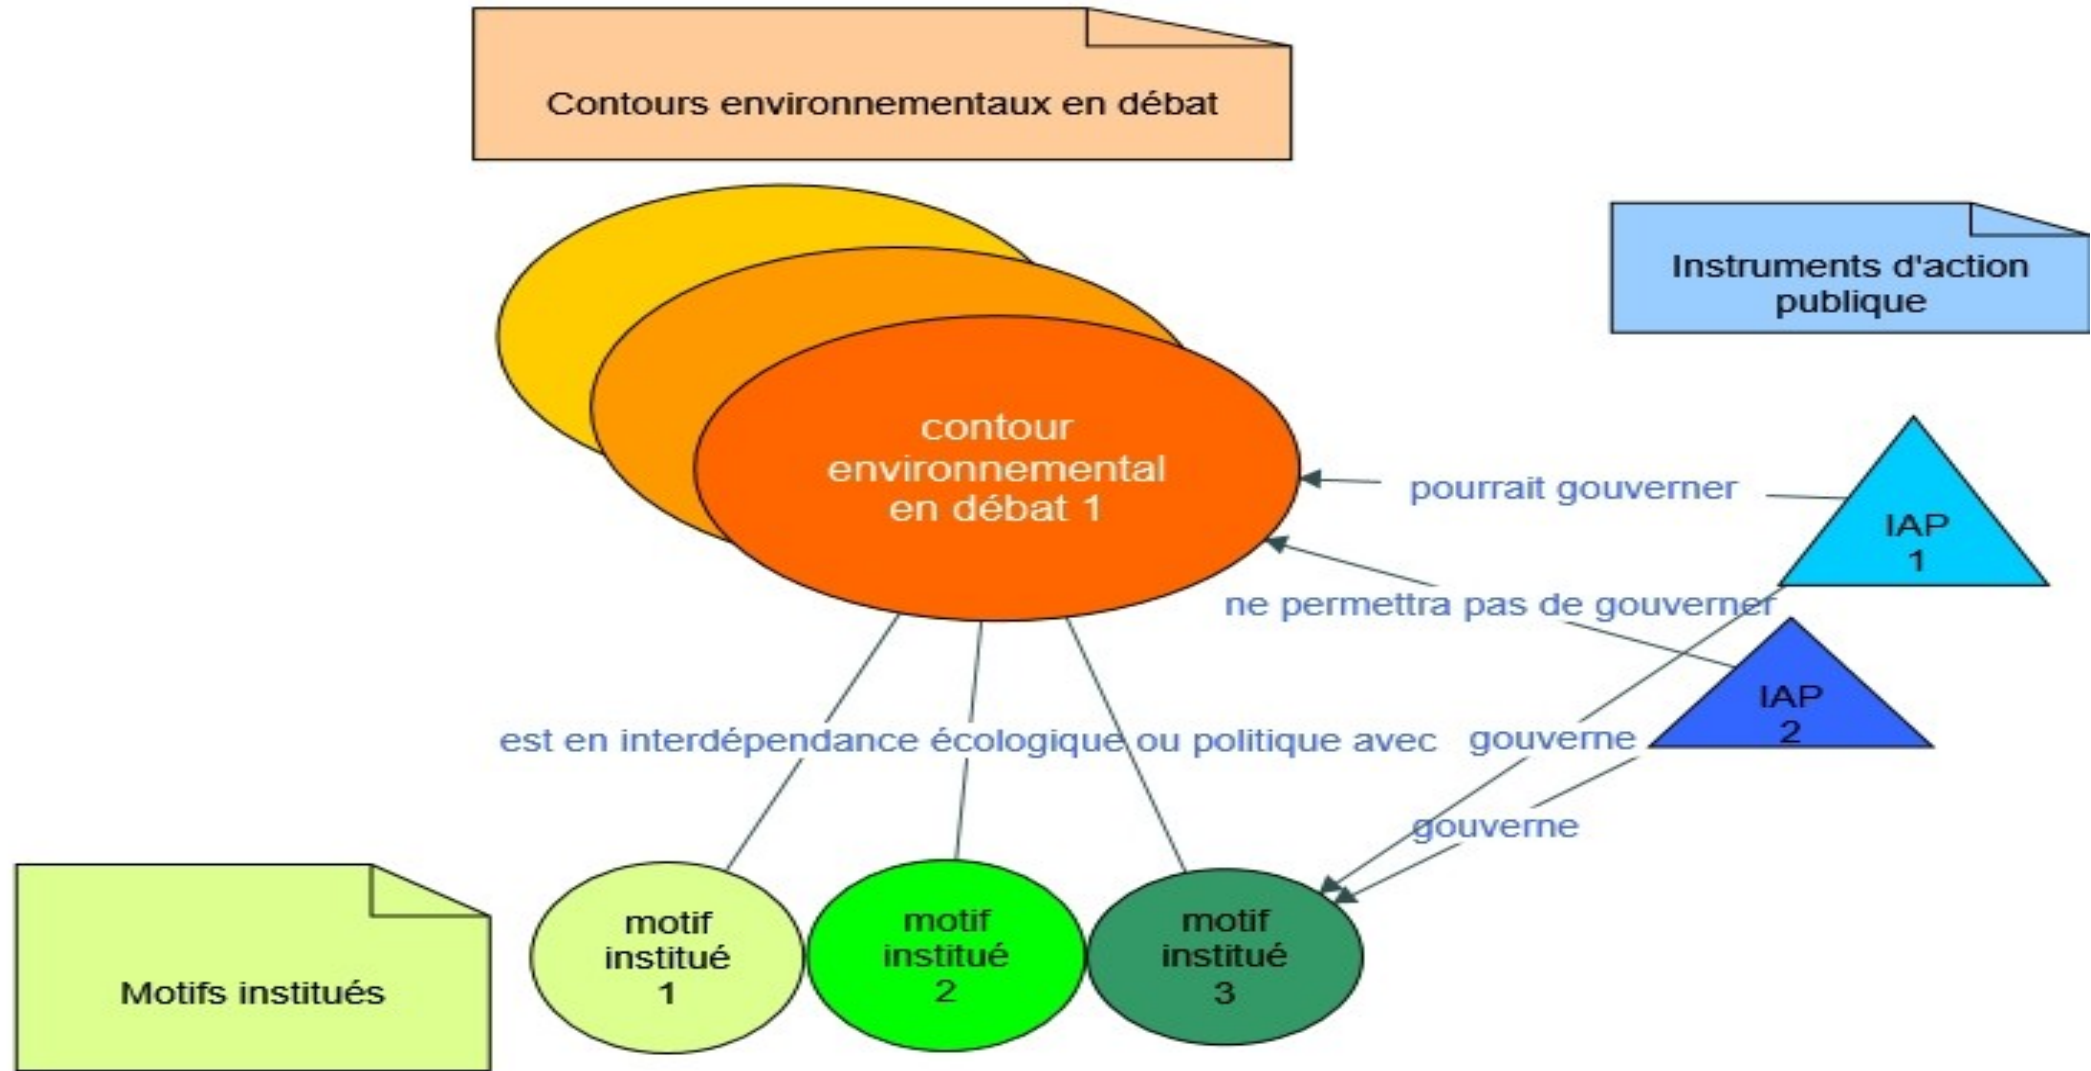 Contours environnementaux en débat
Instruments d'action
publique
contour
environnemental
en débat 1
pourrait gouverner
IAP
1
ne permettra pas de gouverner
IAP
2
est en interdépendance écologique ou politique avec
gouverne
gouverne
Motifs institués
motif
institué
1
motif
institué
2
motif
institué
3